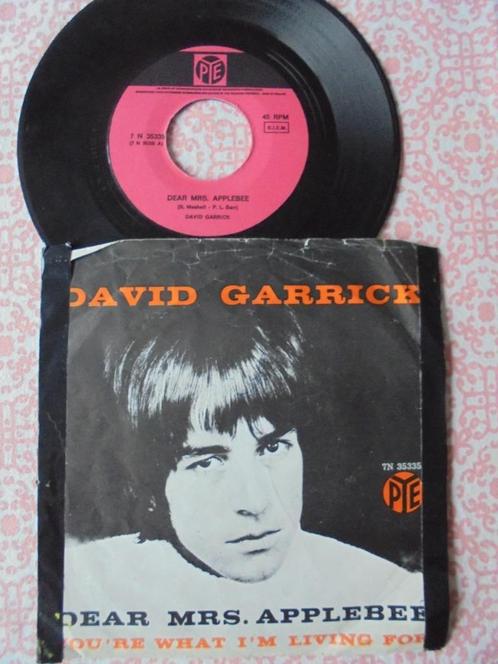 PYE
7 N 35335
45 RPM
B.I.E.M.
DEAR MRS. APPLEBEE
DAVID GARRICK
DAVID GARRICK
7N 35335
PYE
DEAR MRS. APPLEBEE
YOU'RE WHAT I'M LIVING FOR